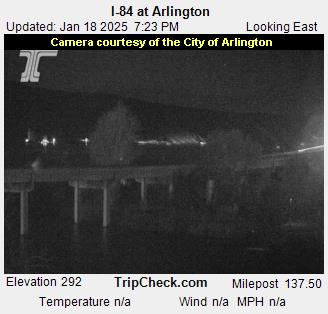 I-84 at Arlington
Updated: Jan 18 2025 7:23 PM Looking East
Camera courtesy of the City of Arlington
Elevation 292 TripCheck.com Milepost 137.50
Temperature n/a Wind n/a MPH n/a